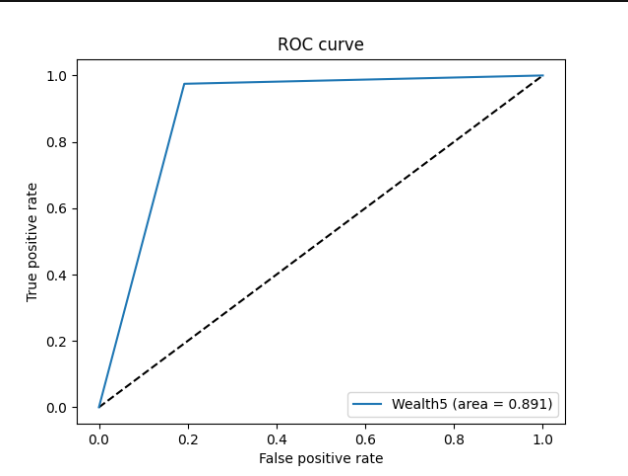 ROC curve
1.0
0.8
0.6
0.4
0.2
0.0
True positive rate
Wealth5 (area = 0.891)
0.0 0.2 0.4 0.6 0.8 1.0
False positive rate